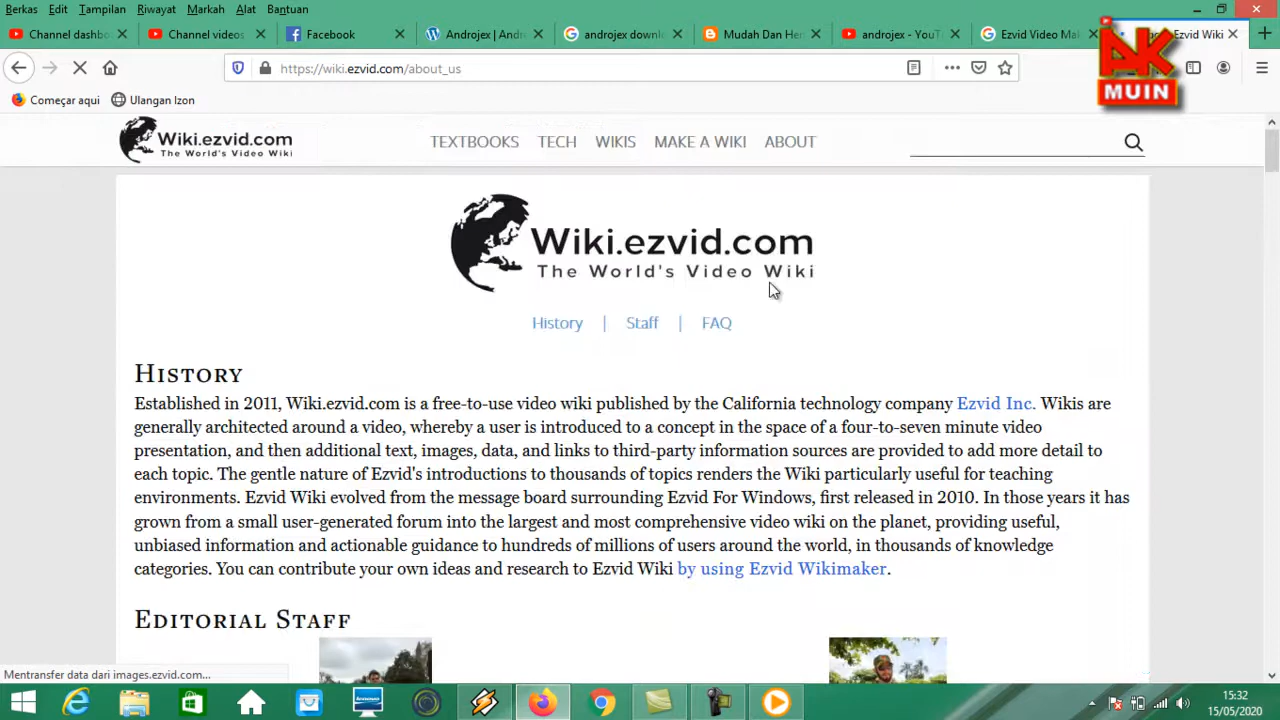 Berkas Edit Tampilan Riwayat Markah Alat Bantuan
Channel dashbo Channel videos Facebook Androjex | Andr androjex downl Mudah Dan He androjex - YouT Ezvid Video Ma Ezvid Wiki
https://wiki.ezvid.com/about_us
AK
MUIN
Começar aqui Ulangan Izon
Wiki.ezvid.com
The World's Video Wiki
TEXTBOOKS TECH WIKIS MAKE A WIKI ABOUT
Wiki.ezvid.com
The World's Video Wiki
History | Staff | FAQ
History
Established in 2011, Wiki.ezvid.com is a free-to-use video wiki published by the California technology company Ezvid Inc. Wikis are
generally architected around a video, whereby a user is introduced to a concept in the space of a four-to-seven minute video
presentation, and then additional text, images, data, and links to third-party information sources are provided to add more detail to
each topic. The gentle nature of Ezvid's introductions to thousands of topics renders the Wiki particularly useful for teaching
environments. Ezvid Wiki evolved from the message board surrounding Ezvid For Windows, first released in 2010. In those years it has
grown from a small user-generated forum into the largest and most comprehensive video wiki on the planet, providing useful,
unbiased information and actionable guidance to hundreds of millions of users around the world, in thousands of knowledge
categories. You can contribute your own ideas and research to Ezvid Wiki by using Ezvid Wikimaker.
Editorial Staff
Mentransfer data dari images.ezvid.com...
15:32
15/05/2020